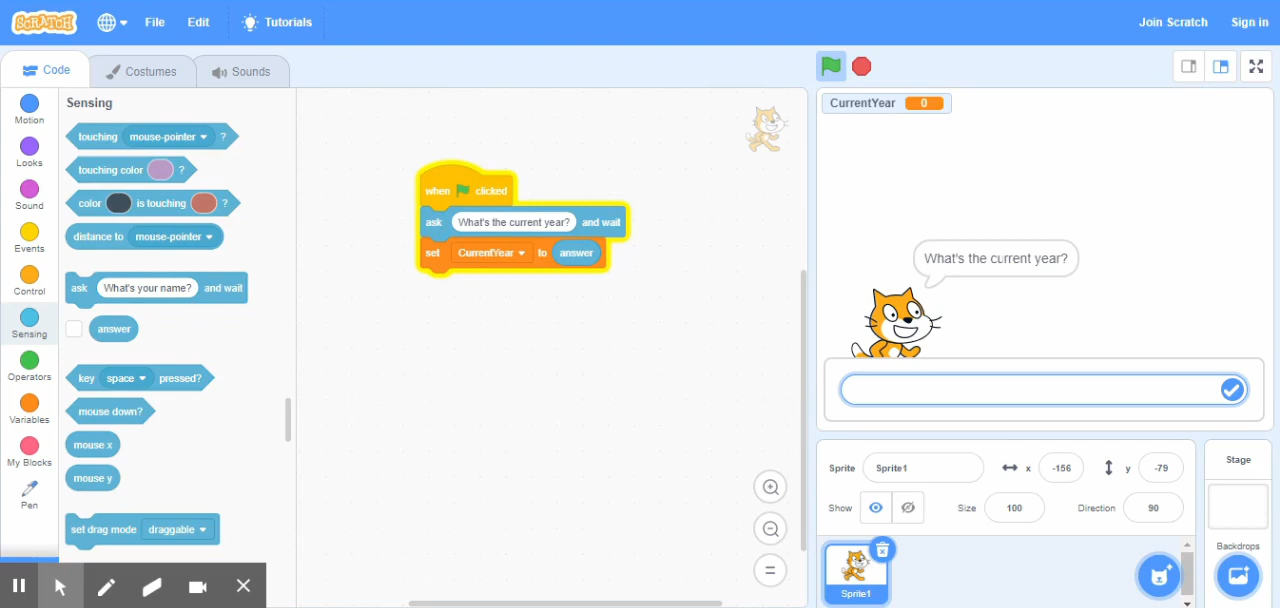 SCRATCH File Edit Tutorials Join Scratch Sign in
Code Costumes Sounds
Motion
Looks
Sound
Events
Control
Sensing
Operators
Variables
My Blocks
Pen
Sensing
touching mouse-pointer ?
touching color ?
color is touching ?
distance to mouse-pointer
ask What's your name? and wait
answer
key space pressed?
mouse down?
mouse x
mouse y
set drag mode draggable
when clicked
ask What's the current year? and wait
set CurrentYear to answer
CurrentYear 0
What's the current year?
Sprite Sprite1 x -156 y -79
Show Size 100 Direction 90
Sprite1
Stage
Backdrops